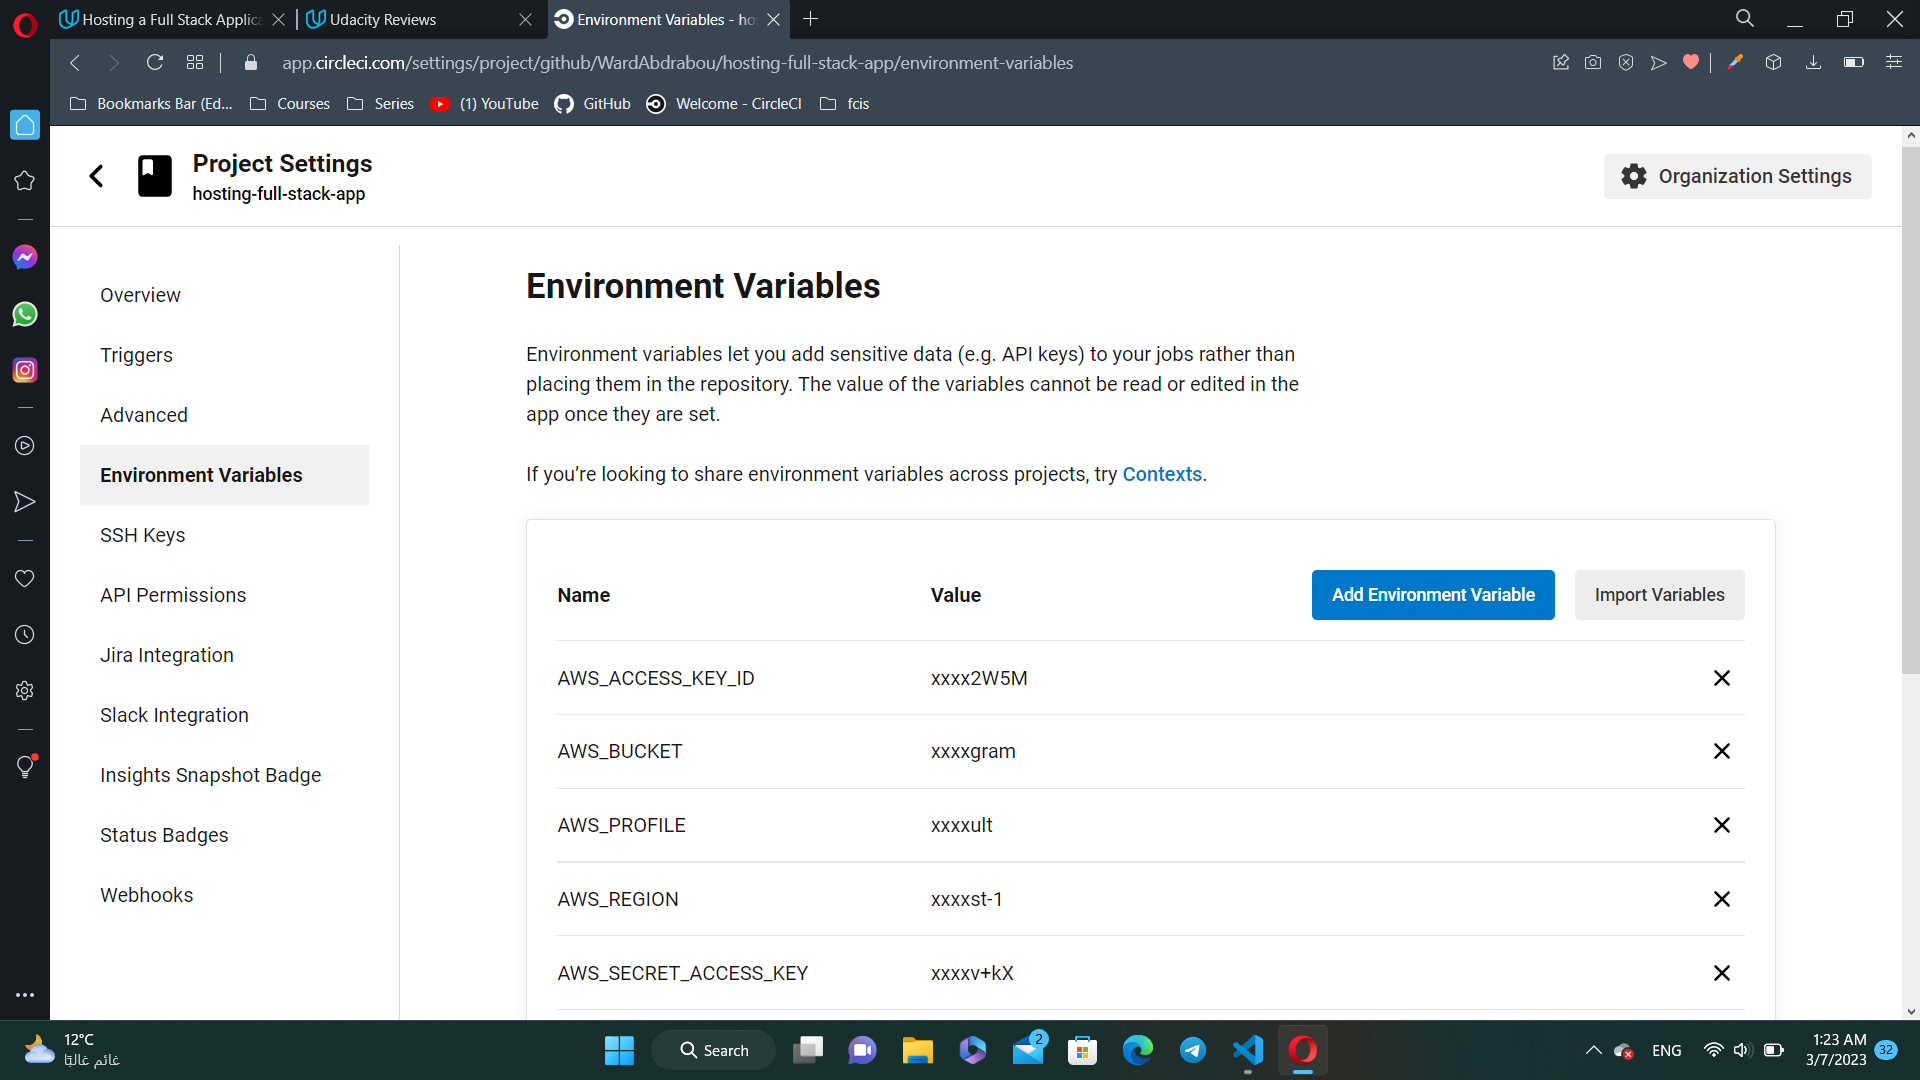 Hosting a Full Stack Applic
Udacity Reviews
Environment Variables - ho
app.circleci.com/settings/project/github/WardAbdrabou/hosting-full-stack-app/environment-variables
Bookmarks Bar (Ed...
Courses
Series
(1) YouTube
GitHub
Welcome - CircleCI
fcis
Project Settings
hosting-full-stack-app
Organization Settings
Overview
Triggers
Advanced
Environment Variables
SSH Keys
API Permissions
Jira Integration
Slack Integration
Insights Snapshot Badge
Status Badges
Webhooks
Environment Variables
Environment variables let you add sensitive data (e.g. API keys) to your jobs rather than
placing them in the repository. The value of the variables cannot be read or edited in the
app once they are set.
If you’re looking to share environment variables across projects, try Contexts.
Name Value Add Environment Variable Import Variables
AWS_ACCESS_KEY_ID xxxx2W5M
AWS_BUCKET xxxxgram
AWS_PROFILE xxxxult
AWS_REGION xxxxst-1
AWS_SECRET_ACCESS_KEY xxxxv+kX
12°C
غائم غالبًا
Search
2
ENG
1:23 AM
3/7/2023
32